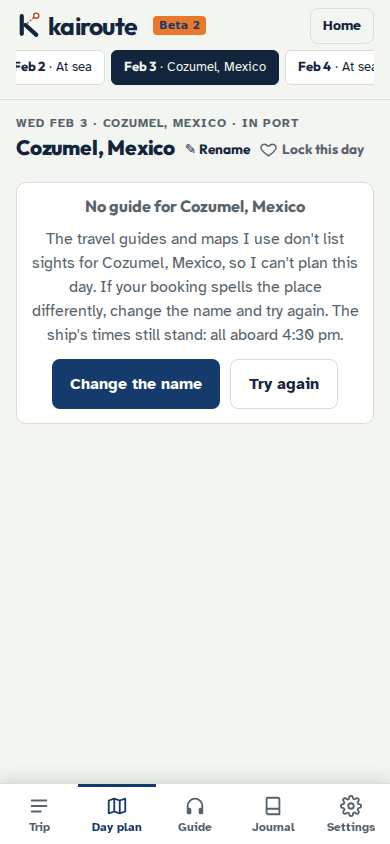 kairoute Beta 2 Home
Feb 2 · At sea Feb 3 · Cozumel, Mexico Feb 4 · At sea
WED FEB 3 · COZUMEL, MEXICO · IN PORT
Cozumel, Mexico ✎ Rename Lock this day
No guide for Cozumel, Mexico
The travel guides and maps I use don't list
sights for Cozumel, Mexico, so I can't plan this
day. If your booking spells the place
differently, change the name and try again. The
ship's times still stand: all aboard 4:30 pm.
Change the name Try again
Trip Day plan Guide Journal Settings